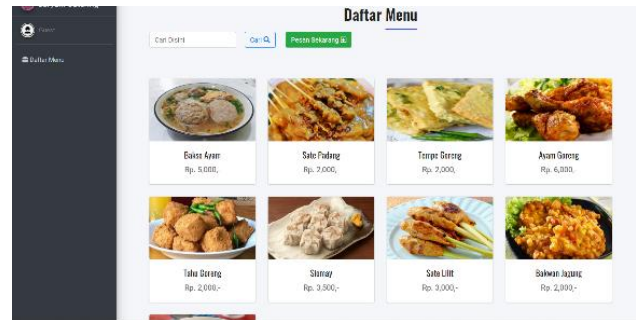 Daftar Menu
Cari Disini
Cari
Pesan Sekarang
Daftar Menu
Bakso Ayam
Rp. 5,000,
Sate Padang
Rp. 2,000,
Tempe Goreng
Rp. 2,000,
Ayam Goreng
Rp. 6,000,
Tahu Goreng
Rp. 2,000,-
Siomay
Rp. 3,500,-
Sate Lilit
Rp. 3,000,-
Bakwan Jagung
Rp. 2,000,-